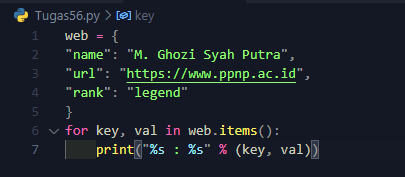 Tugas56.py > key
1 web = {
2 "name": "M. Ghozi Syah Putra",
3 "url": "https://www.ppnp.ac.id",
4 "rank": "legend"
5 }
6 for key, val in web.items():
7 print("%s : %s" % (key, val))